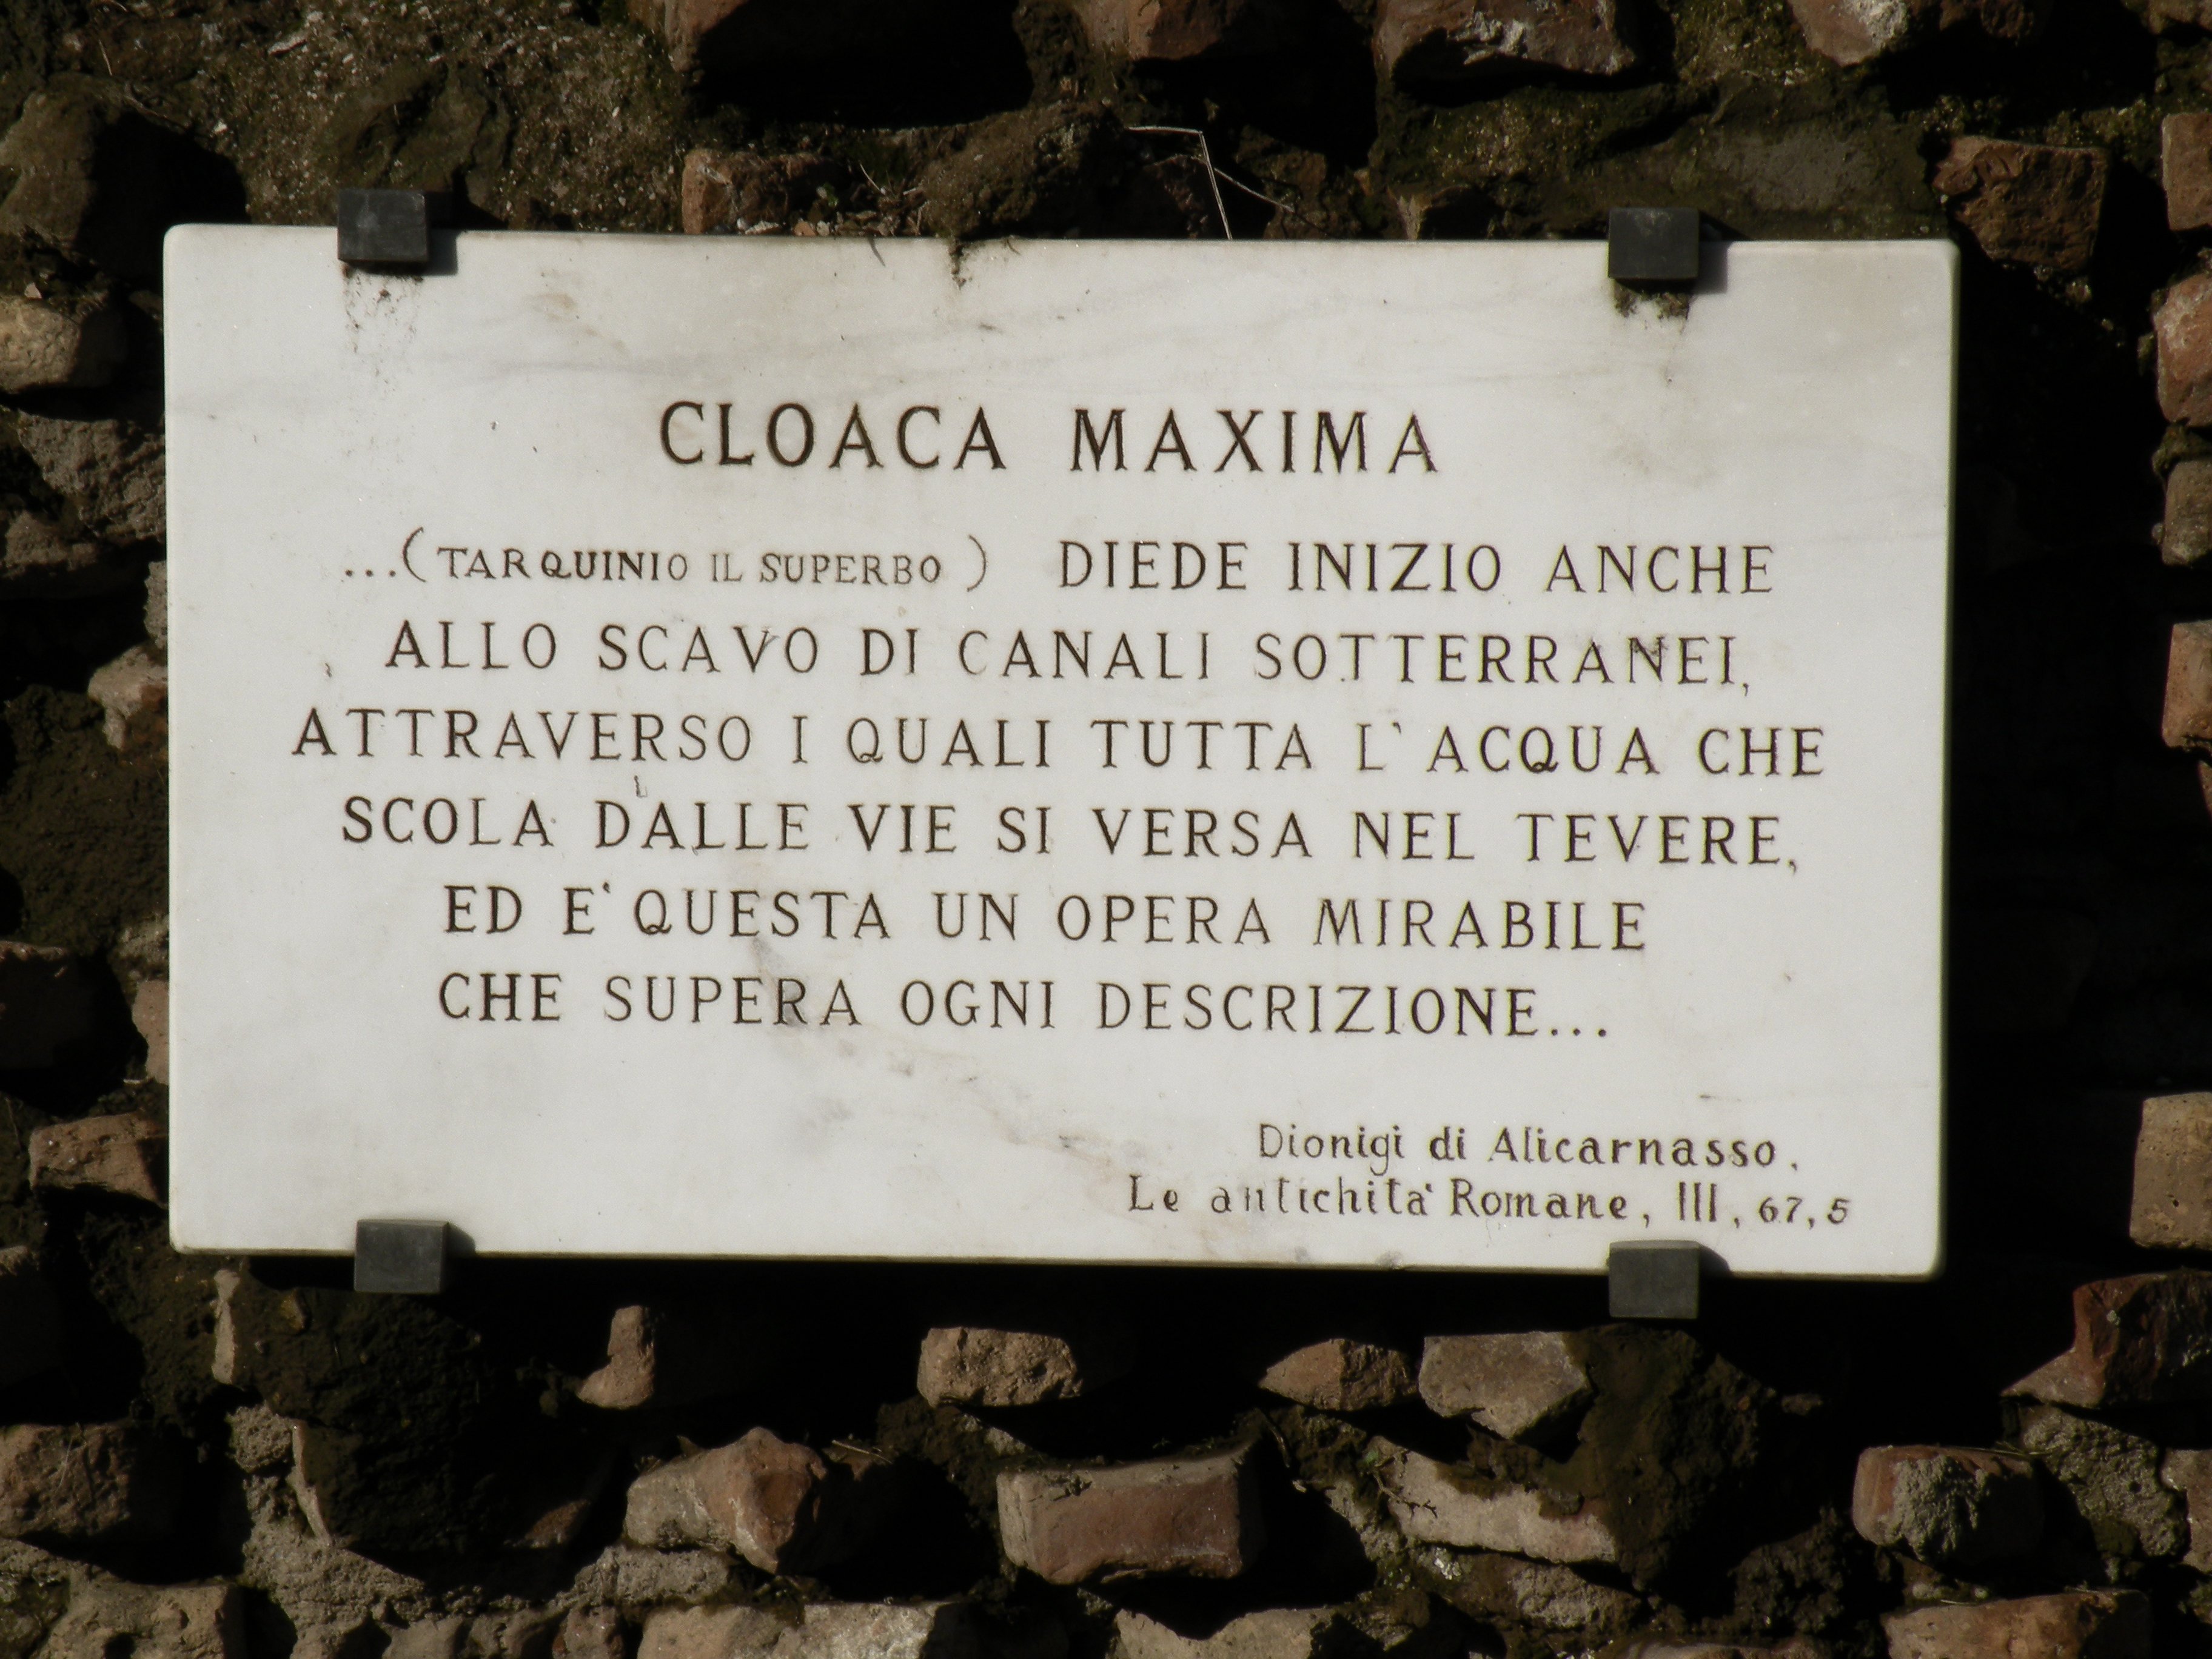 CLOACA MAXIMA
...(TARQUINIO IL SUPERBO) DIEDE INIZIO ANCHE
ALLO SCAVO DI CANALI SOTTERRANEI,
ATTRAVERSO I QUALI TUTTA L'ACQUA CHE
SCOLA DALLE VIE SI VERSA NEL TEVERE,
ED E' QUESTA UN OPERA MIRABILE
CHE SUPERA OGNI DESCRIZIONE...
Dionigi di Alicarnasso.
Le antichita' Romane, III, 67, 5